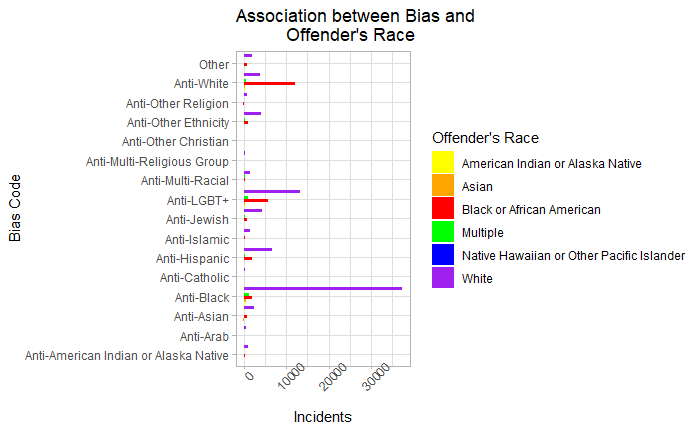 Association between Bias and
Offender's Race
Other
Anti-White
Anti-Other Religion
Anti-Other Ethnicity
Anti-Other Christian
Anti-Multi-Religious Group
Anti-Multi-Racial
Anti-LGBT+
Anti-Jewish
Anti-Islamic
Anti-Hispanic
Anti-Catholic
Anti-Black
Anti-Asian
Anti-Arab
Anti-American Indian or Alaska Native
Bias Code
0
10000
20000
30000
Incidents
Offender's Race
American Indian or Alaska Native
Asian
Black or African American
Multiple
Native Hawaiian or Other Pacific Islander
White